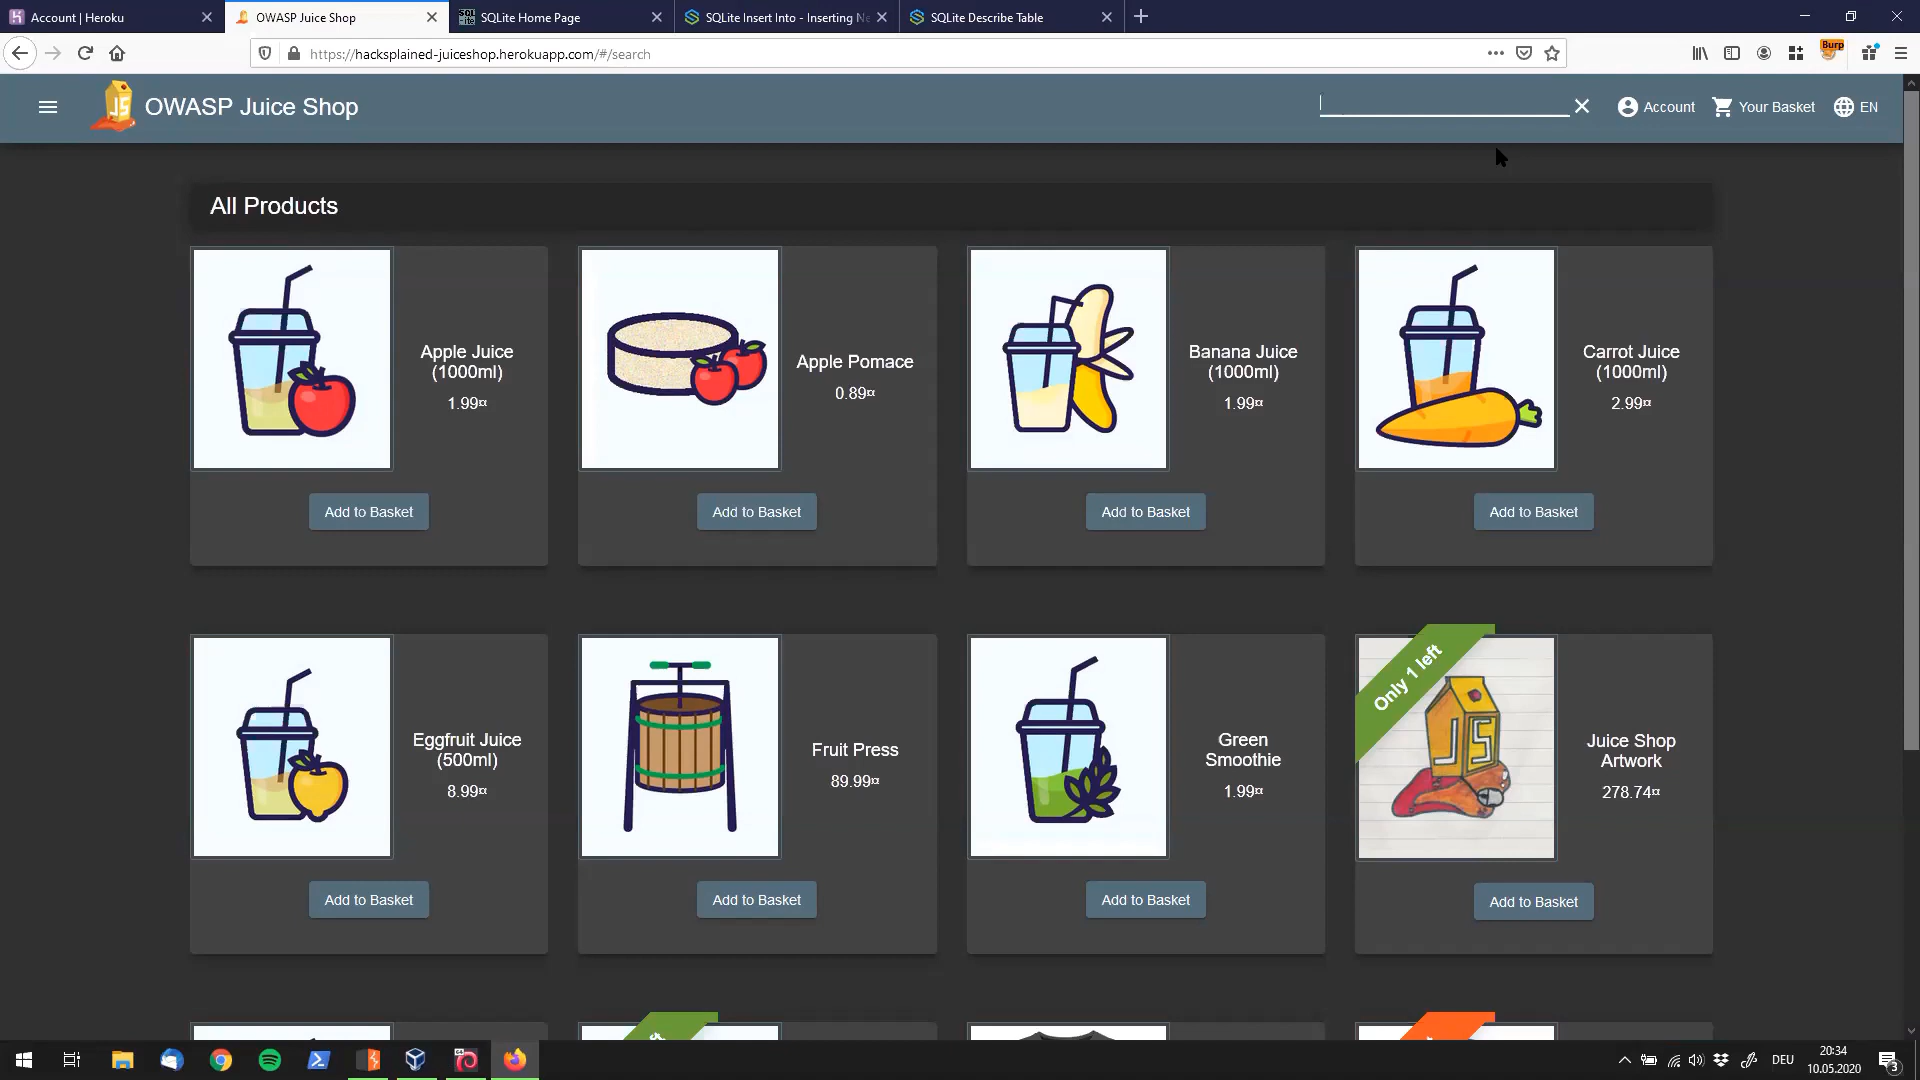 Account | Heroku
OWASP Juice Shop
SQLite Home Page
SQLite Insert Into - Inserting Ne
SQLite Describe Table
https://hacksplained-juiceshop.herokuapp.com/#/search
Burp
JS
OWASP Juice Shop
Account
Your Basket
EN
All Products
Apple Juice
(1000ml)
1.99¤
Add to Basket
Apple Pomace
0.89¤
Add to Basket
Banana Juice
(1000ml)
1.99¤
Add to Basket
Carrot Juice
(1000ml)
2.99¤
Add to Basket
Eggfruit Juice
(500ml)
8.99¤
Add to Basket
Fruit Press
89.99¤
Add to Basket
Green
Smoothie
1.99¤
Add to Basket
Only 1 left
JS
Juice Shop
Artwork
278.74¤
Add to Basket
DEU
20:34
10.05.2020
3